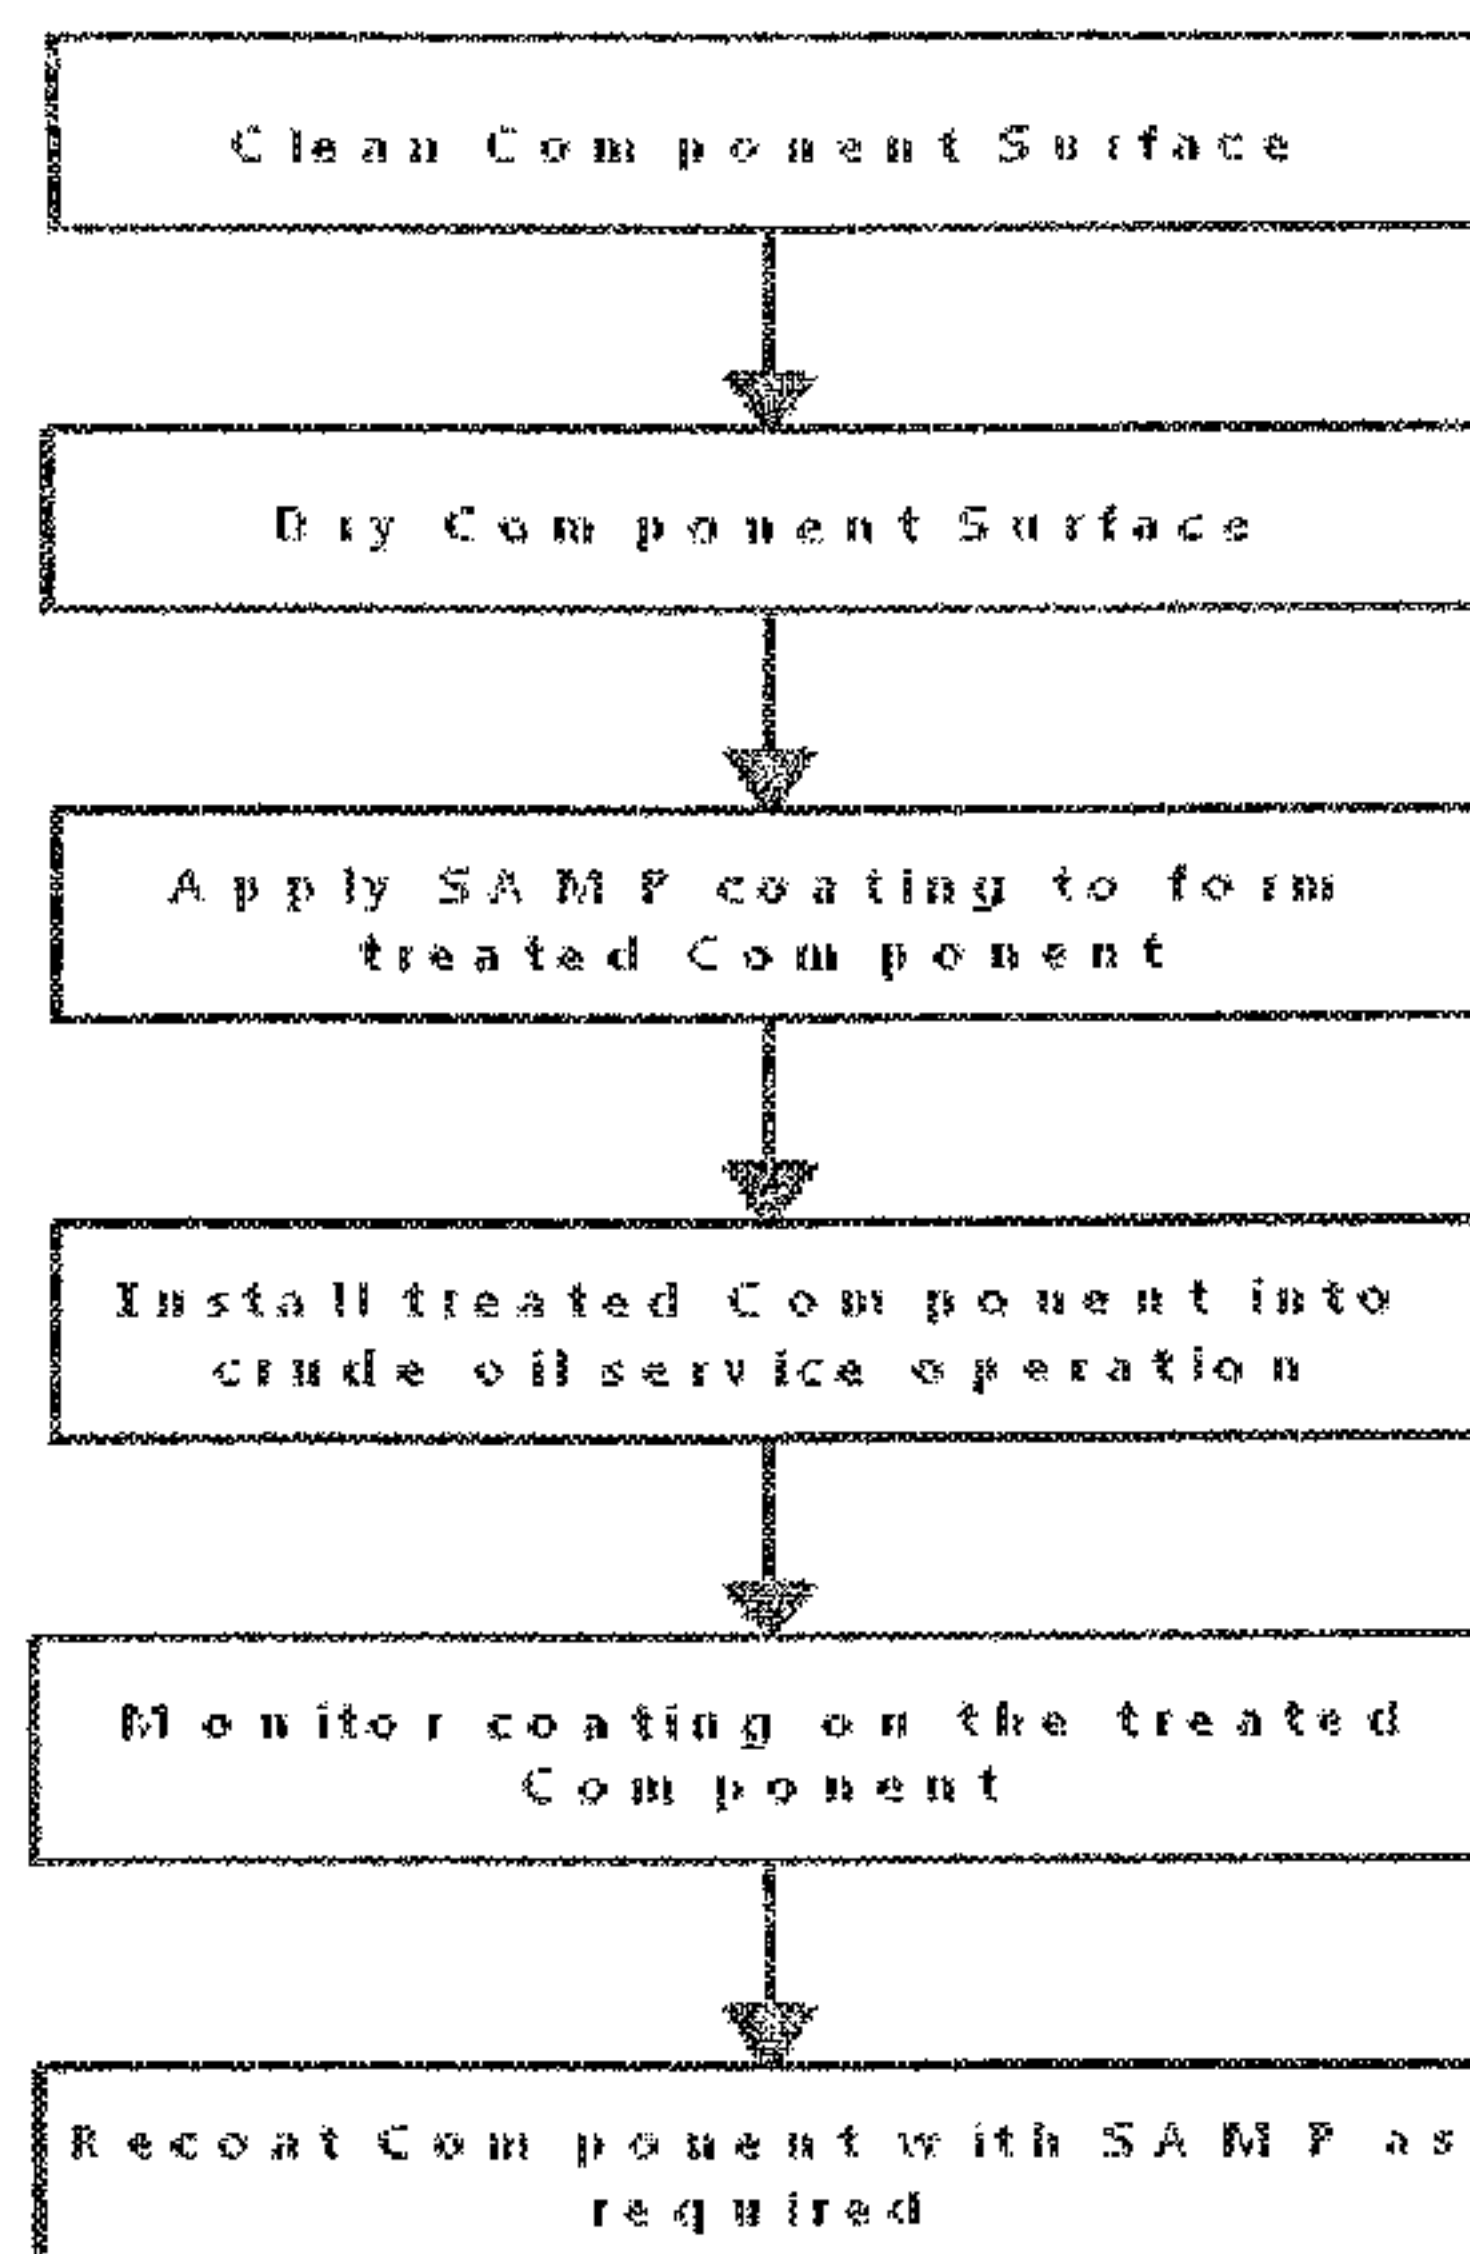 Clean Component Surface
Dry Component Surface
Apply SAMP coating to form
treated Component
Install treated Component into
crude oil service operation
Monitor coating on the treated
Component
Recoat Component with SAMP as
required